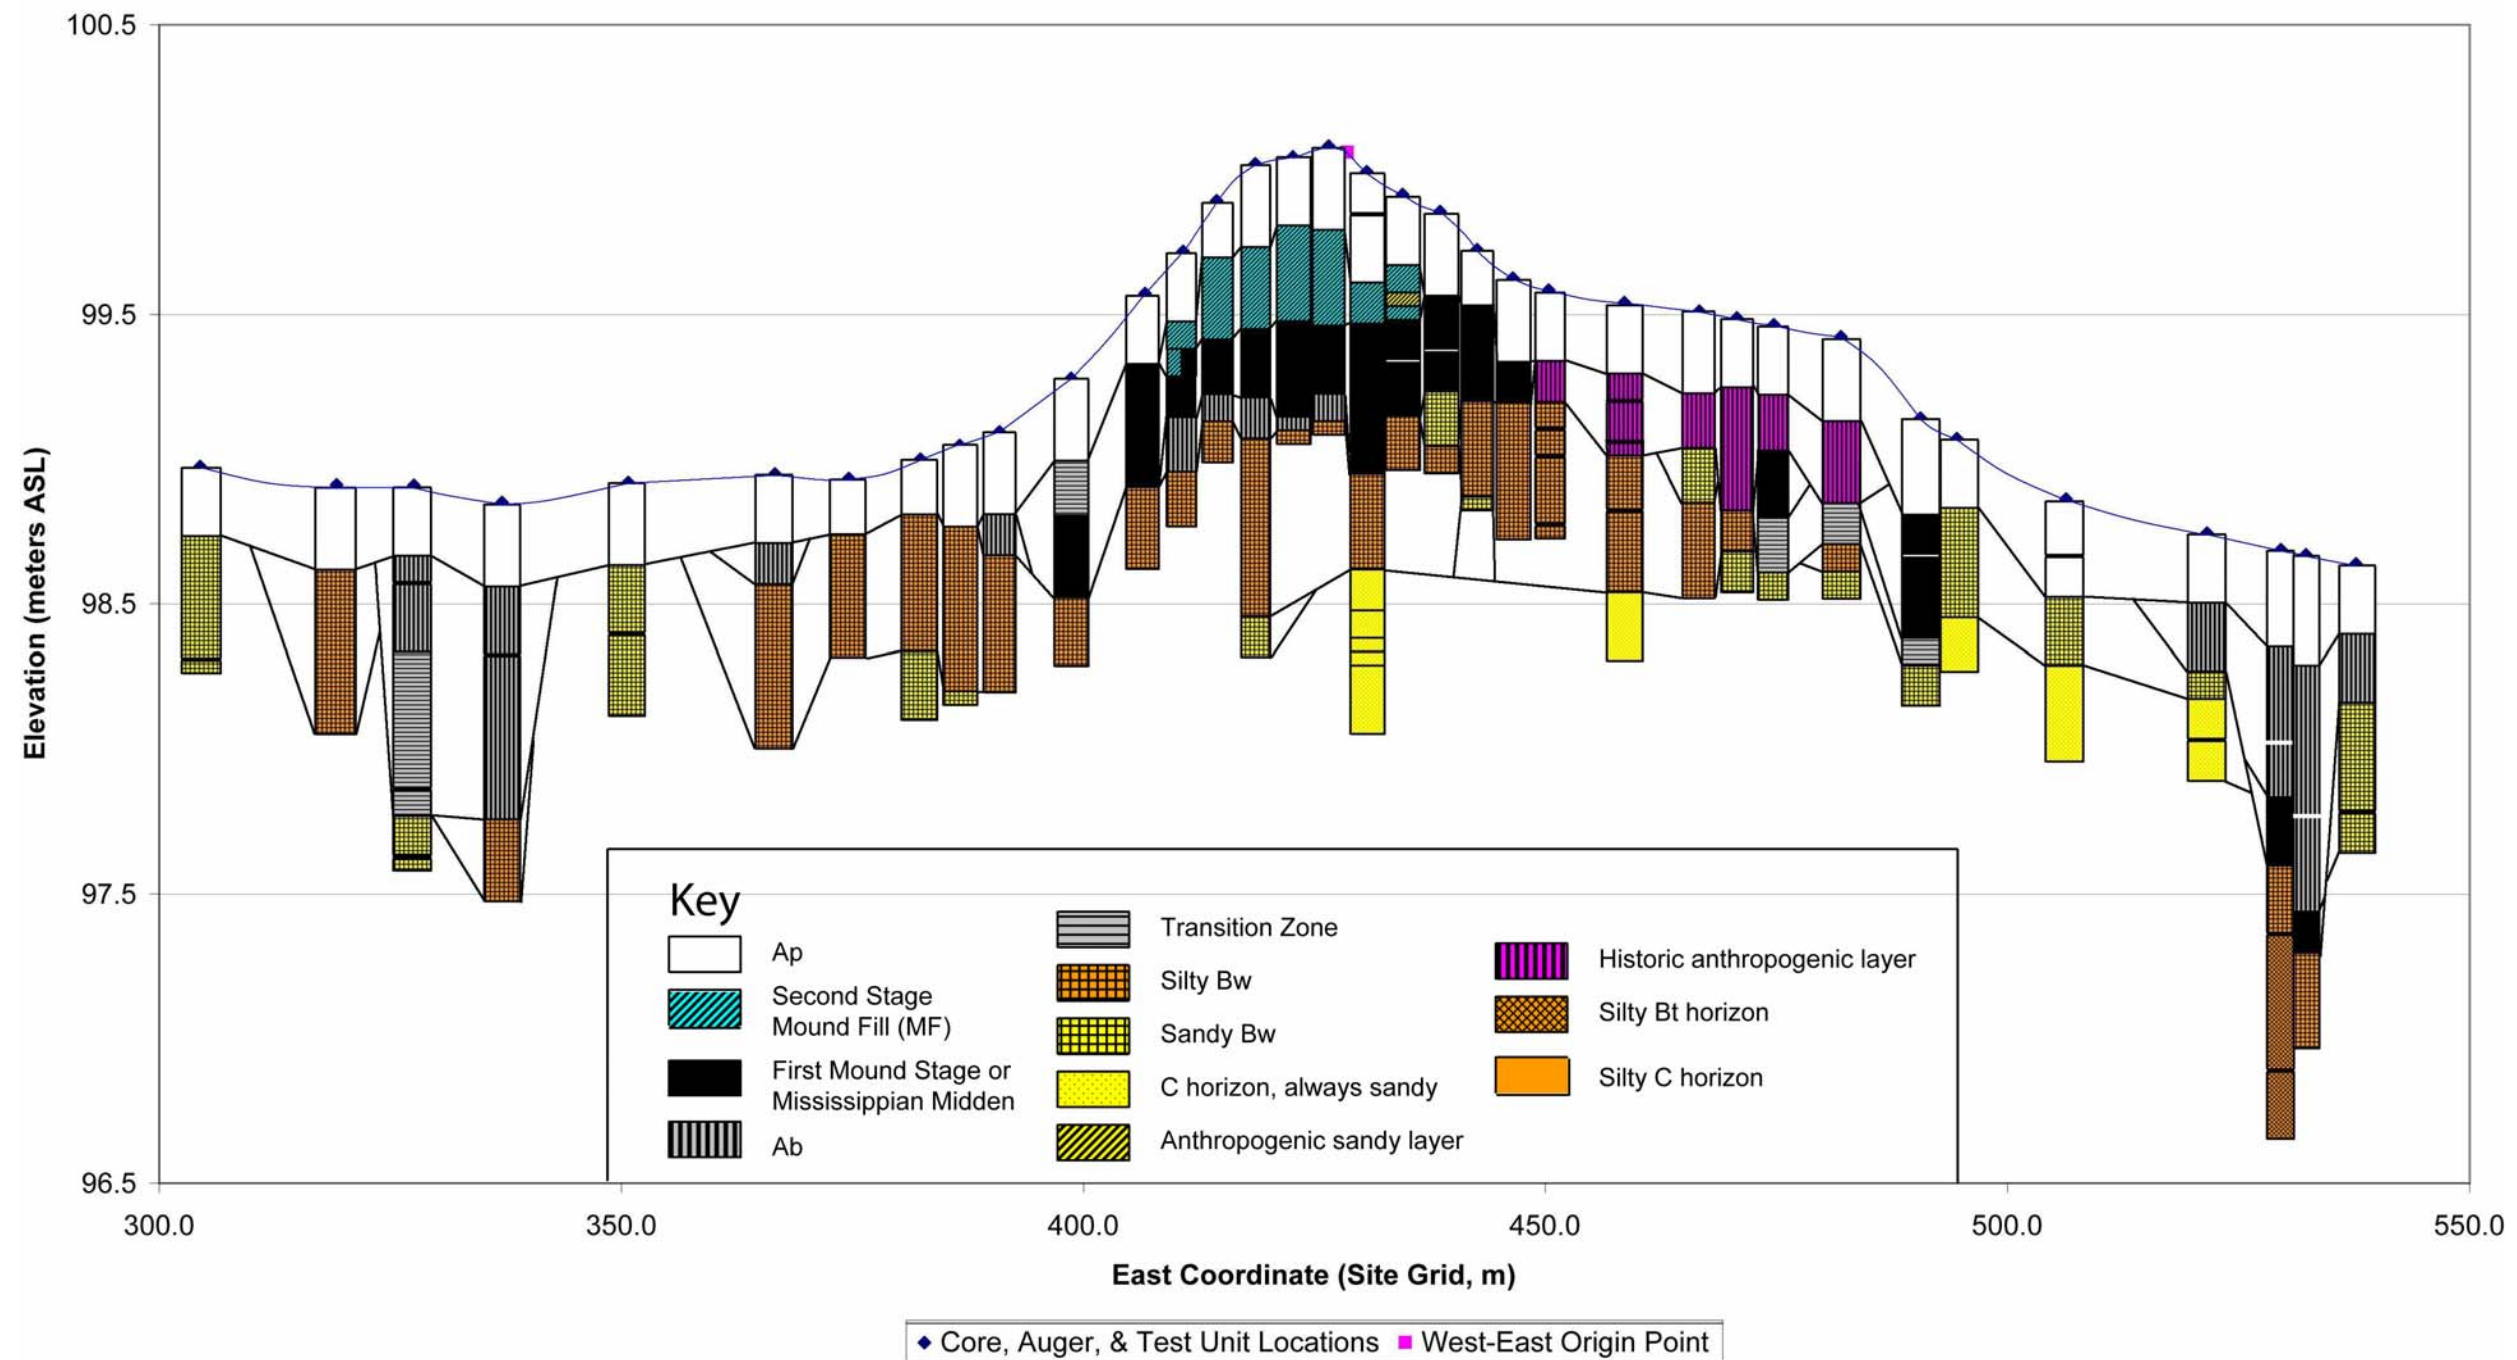 100.5
99.5
98.5
97.5
96.5
Elevation (meters ASL)
Key
Ap
Second Stage
Mound Fill (MF)
First Mound Stage or
Mississippian Midden
Ab
Transition Zone
Silty Bw
Sandy Bw
C horizon, always sandy
Anthropogenic sandy layer
Historic anthropogenic layer
Silty Bt horizon
Silty C horizon
300.0 350.0 400.0 450.0 500.0 550.0
East Coordinate (Site Grid, m)
Core, Auger, & Test Unit Locations West-East Origin Point